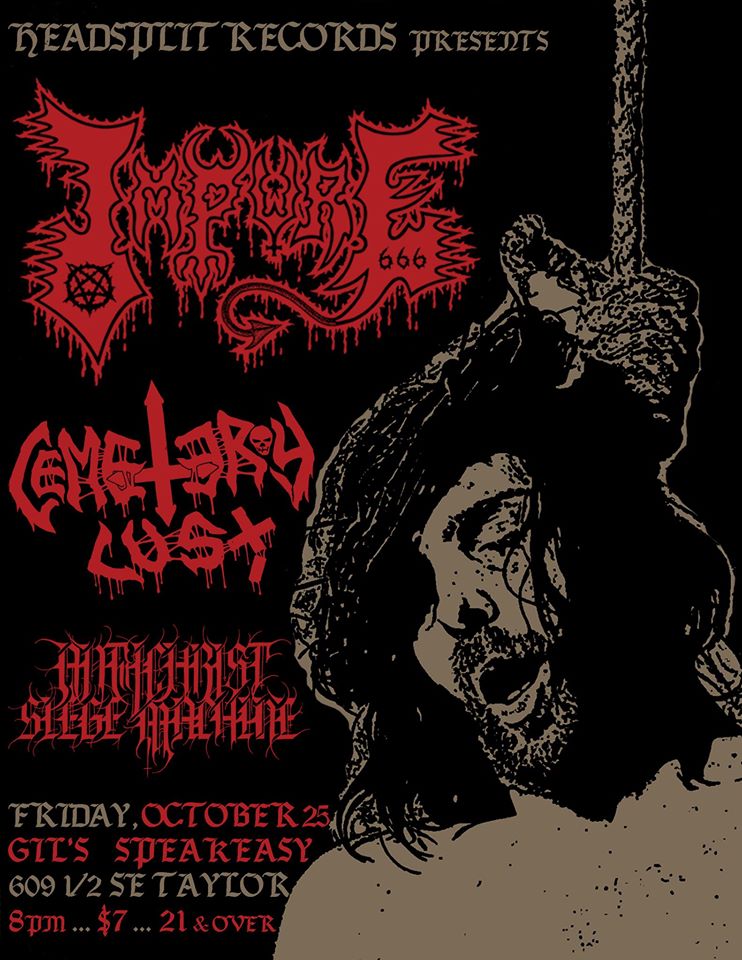 HEADSPLIT RECORDS PRESENTS
IMPURE
666
CEMETERY
LUST
ANTICHRIST
SIEGE MACHINE
FRIDAY, OCTOBER 25
GIL'S SPEAKEASY
609 1/2 SE TAYLOR
8PM ... $7 ... 21 & OVER